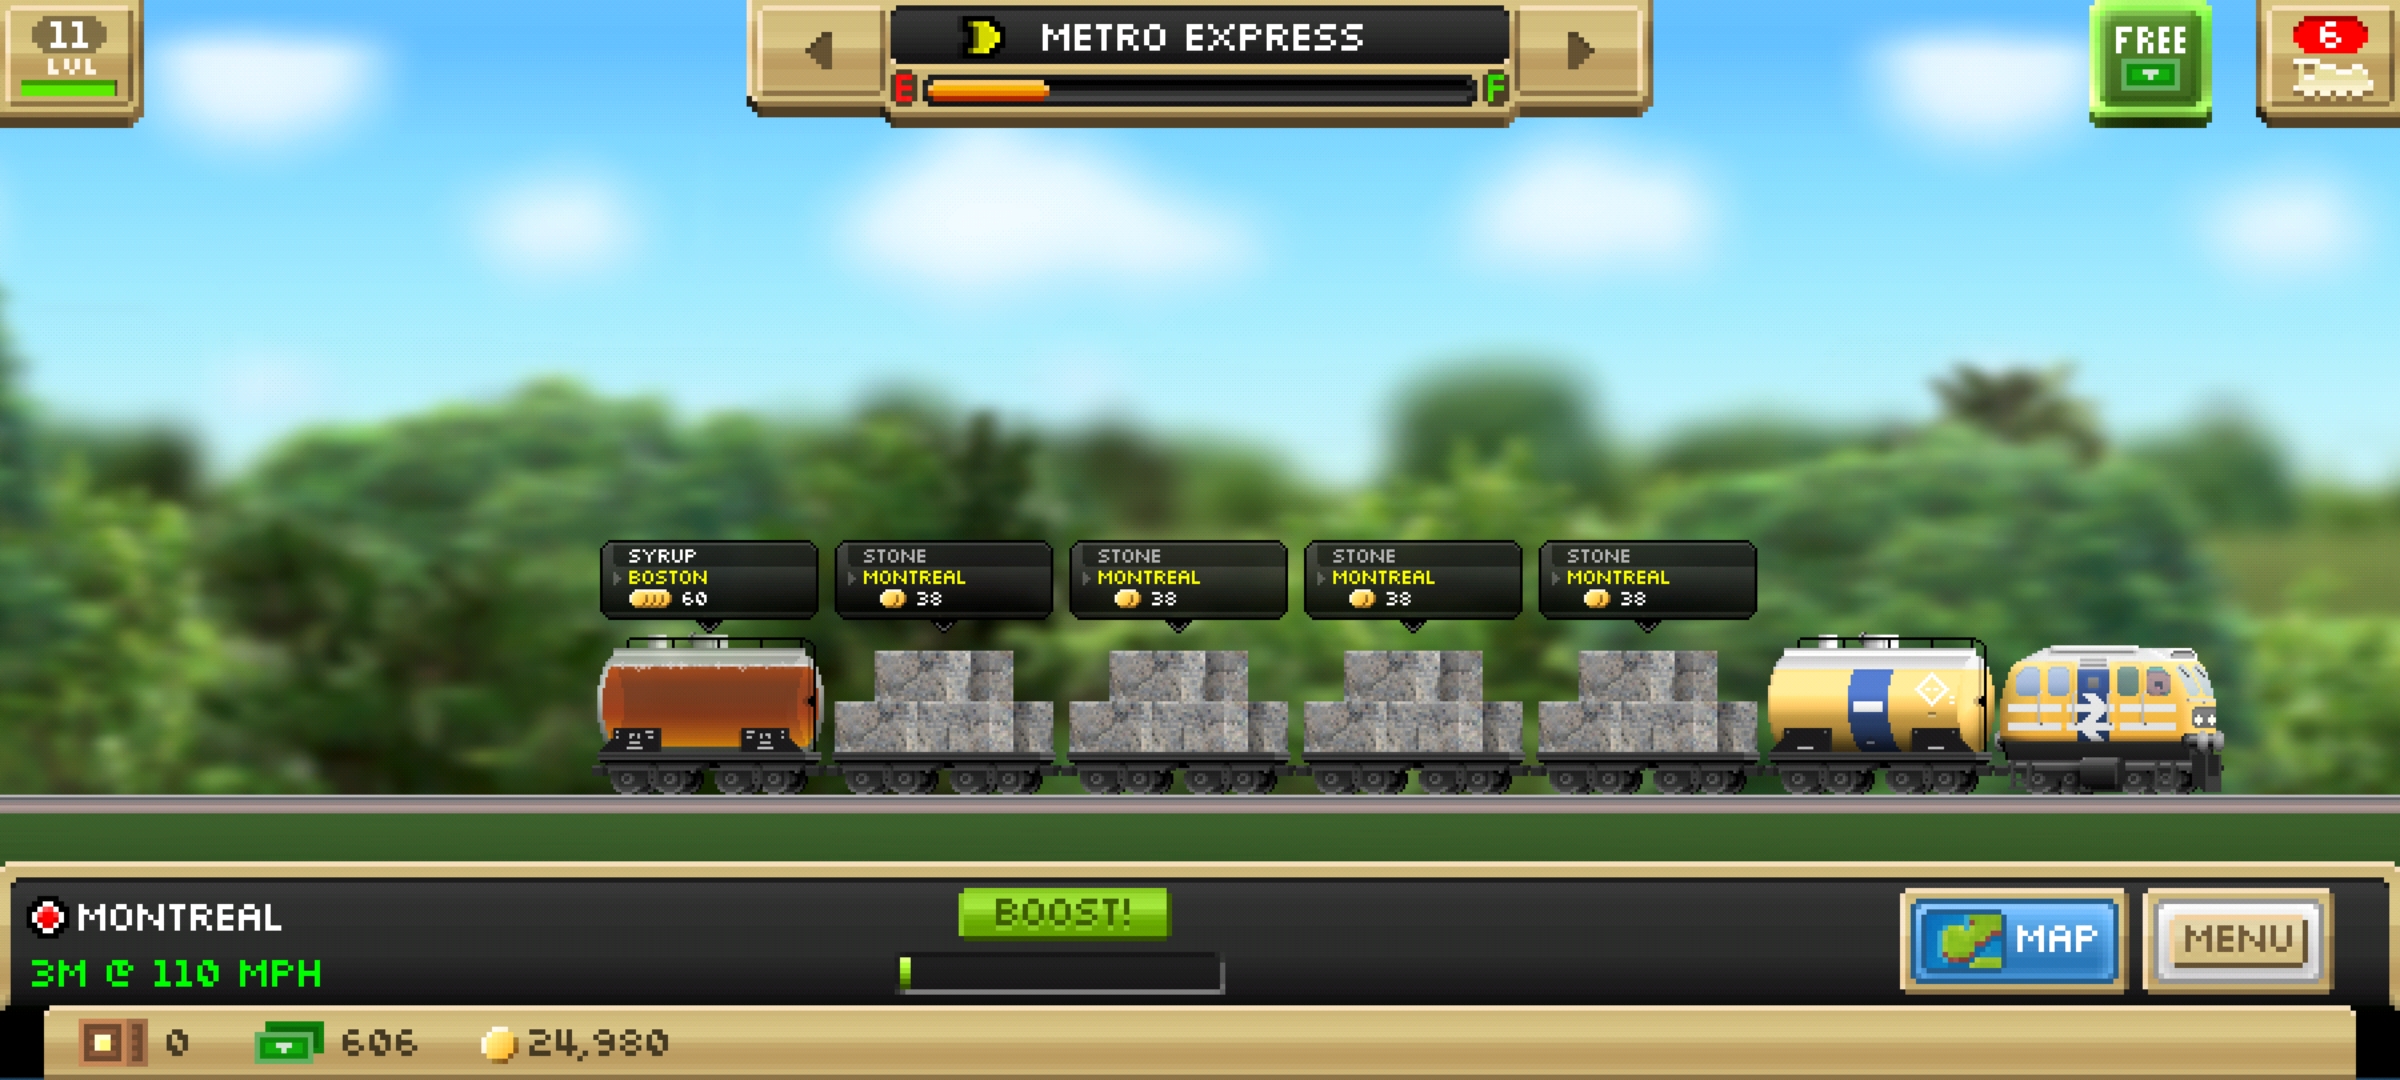 11
LVL
METRO EXPRESS
E F
FREE
6
SYRUP
BOSTON
60
STONE
MONTREAL
38
STONE
MONTREAL
38
STONE
MONTREAL
38
STONE
MONTREAL
38
MONTREAL
3M @ 110 MPH
BOOST!
MAP
MENU
0
606
24,980